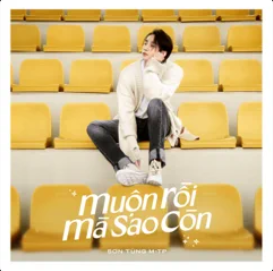 muộn rồi
mà sao còn
SƠN TÙNG M-TP